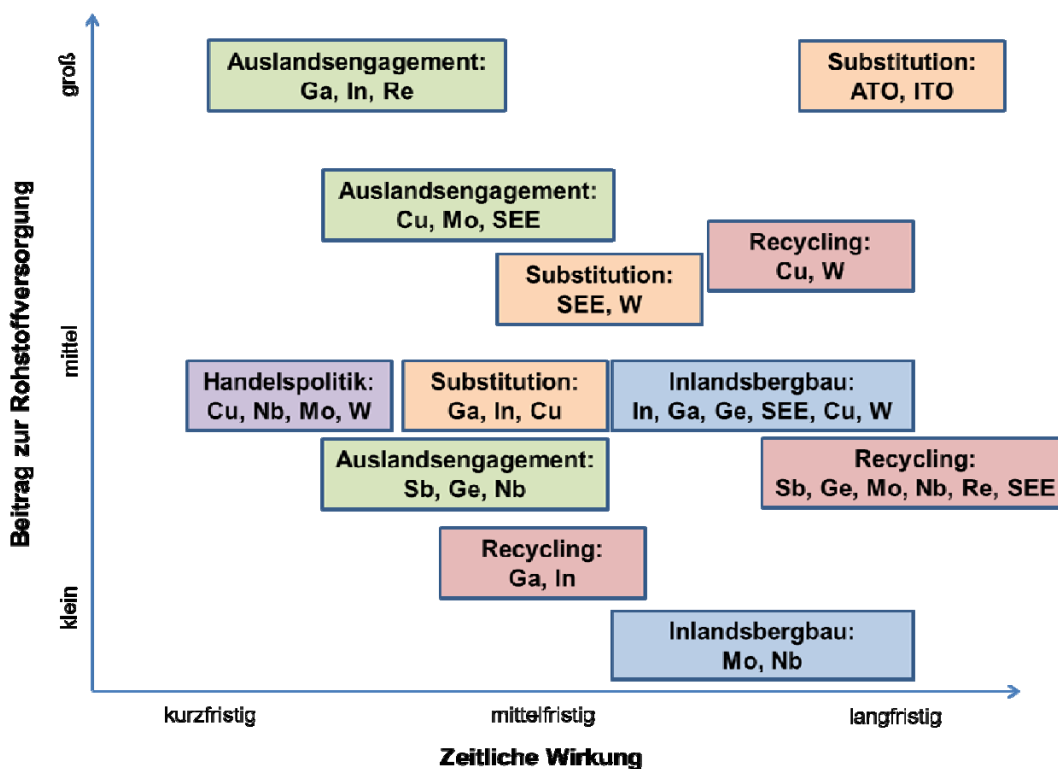 groß
Auslandsengagement:
Ga, In, Re
Substitution:
ATO, ITO
Beitrag zur Rohstoffversorgung
Auslandsengagement:
Cu, Mo, SEE
Recycling:
Cu, W
Substitution:
SEE, W
mittel
Handelspolitik:
Cu, Nb, Mo, W
Substitution:
Ga, In, Cu
Inlandsbergbau:
In, Ga, Ge, SEE, Cu, W
Auslandsengagement:
Sb, Ge, Nb
Recycling:
Sb, Ge, Mo, Nb, Re, SEE
Recycling:
Ga, In
klein
Inlandsbergbau:
Mo, Nb
kurzfristig
mittelfristig
langfristig
Zeitliche Wirkung